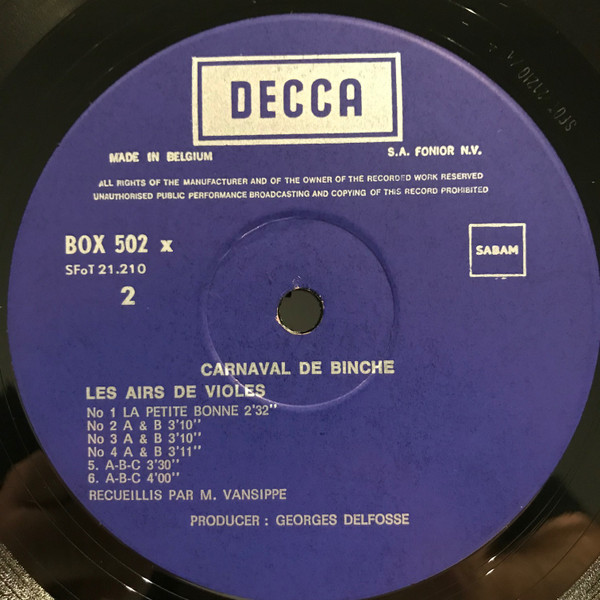 DECCA
MADE IN BELGIUM
S.A. FONIOR N.V.
ALL RIGHTS OF THE MANUFACTURER AND OF THE OWNER OF THE RECORDED WORK RESERVED
UNAUTHORISED PUBLIC PERFORMANCE BROADCASTING AND COPYING OF THIS RECORD PROHIBITED
BOX 502 x
SABAM
SFoT 21.210
2
CARNAVAL DE BINCHE
LES AIRS DE VIOLES
No 1 LA PETITE BONNE 2'32"
No 2 A & B 3'10"
No 3 A & B 3'10"
No 4 A & B 3'11"
5. A-B-C 3'30"
6. A-B-C 4'00"
RECUEILLIS PAR M. VANSIPPE
PRODUCER : GEORGES DELFOSSE